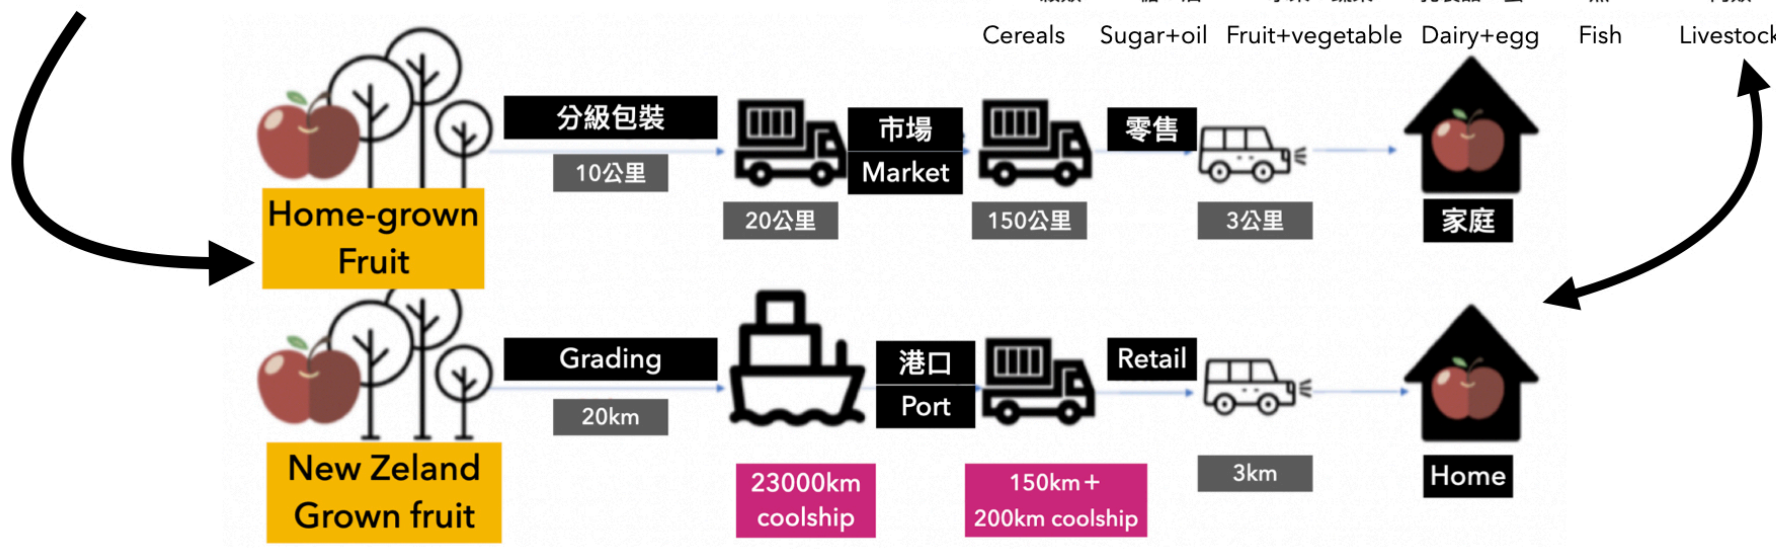 Cereals Sugar+oil Fruit+vegetable Dairy+egg Fish Livestock
分級包裝
市場
零售
10公里
Market
Home-grown
Fruit
20公里
150公里
3公里
家庭
Grading
港口
Retail
20km
Port
New Zeland
Grown fruit
23000km
coolship
150km+
200km coolship
3km
Home